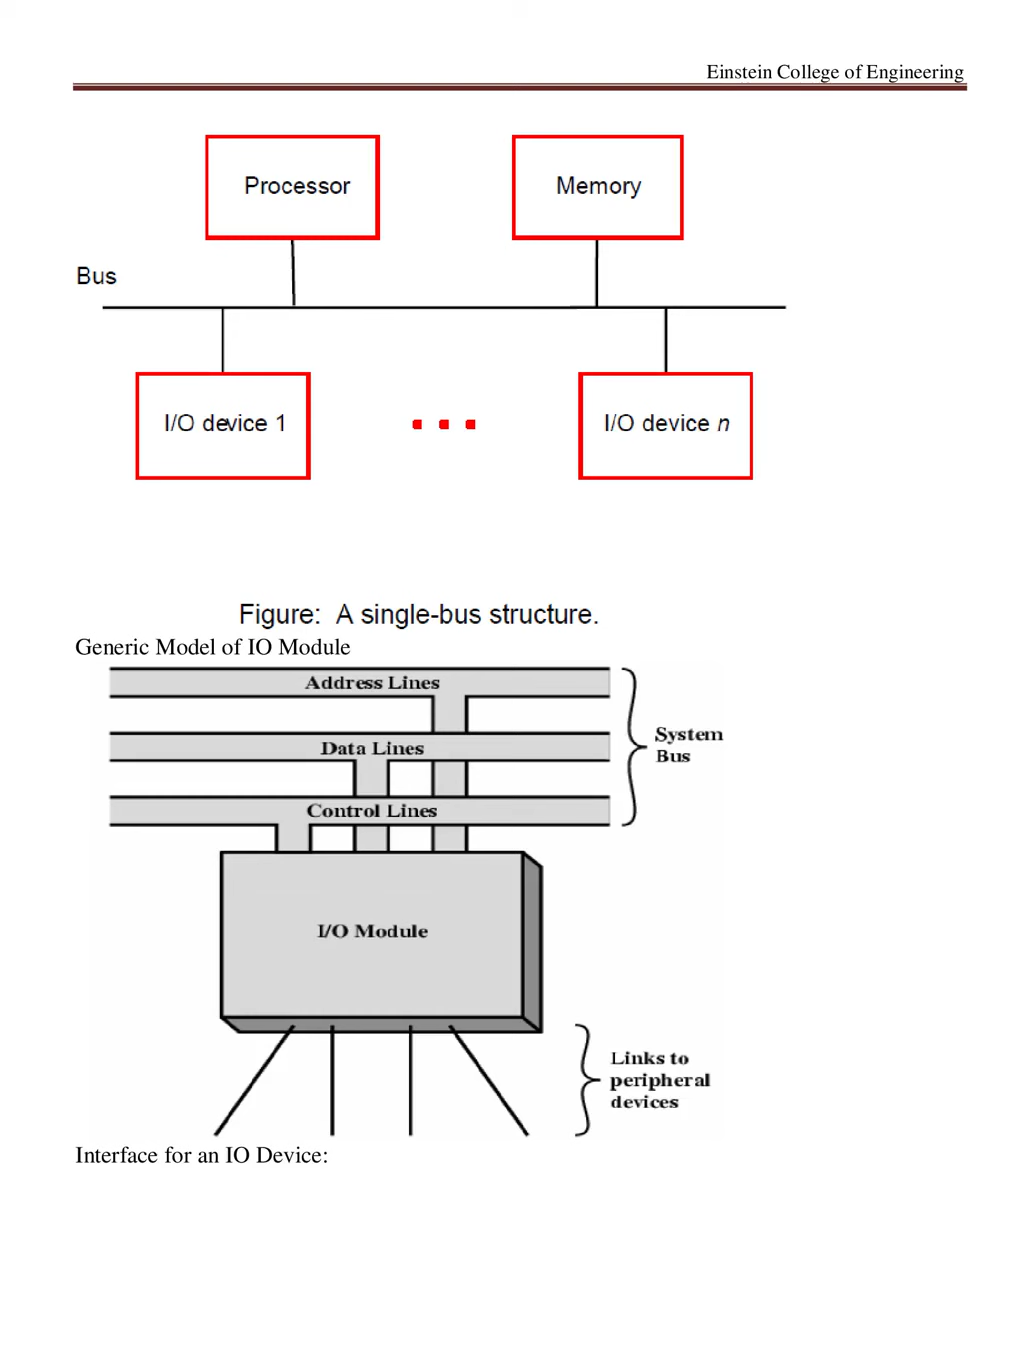 Einstein College of Engineering
Processor
Memory
Bus
I/O device 1
I/O device n
Figure: A single-bus structure.
Generic Model of IO Module
Address Lines
Data Lines
Control Lines
System
Bus
I/O Module
Links to
peripheral
devices
Interface for an IO Device: